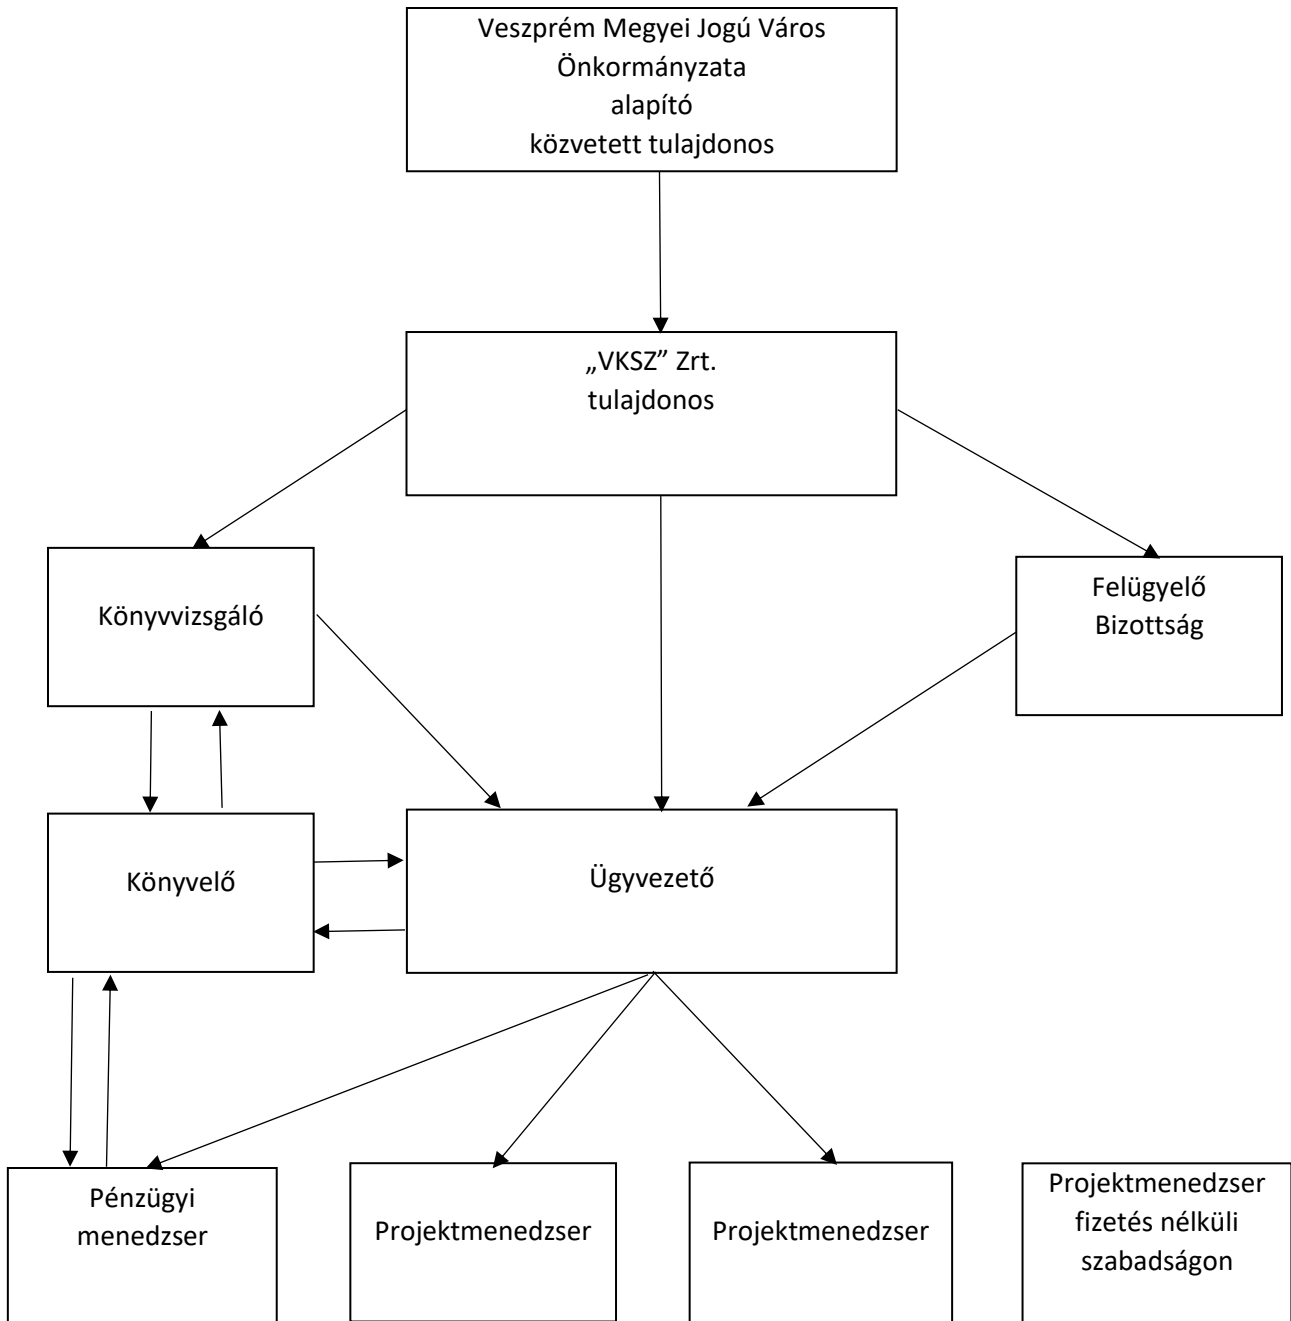 Veszprém Megyei Jogú Város
Önkormányzata
alapító
közvetett tulajdonos
„VKSZ” Zrt.
tulajdonos
Könyvvizsgáló
Felügyelő
Bizottság
Könyvelő
Ügyvezető
Pénzügyi
menedzser
Projektmenedzser
Projektmenedzser
Projektmenedzser
fizetés nélküli
szabadságon